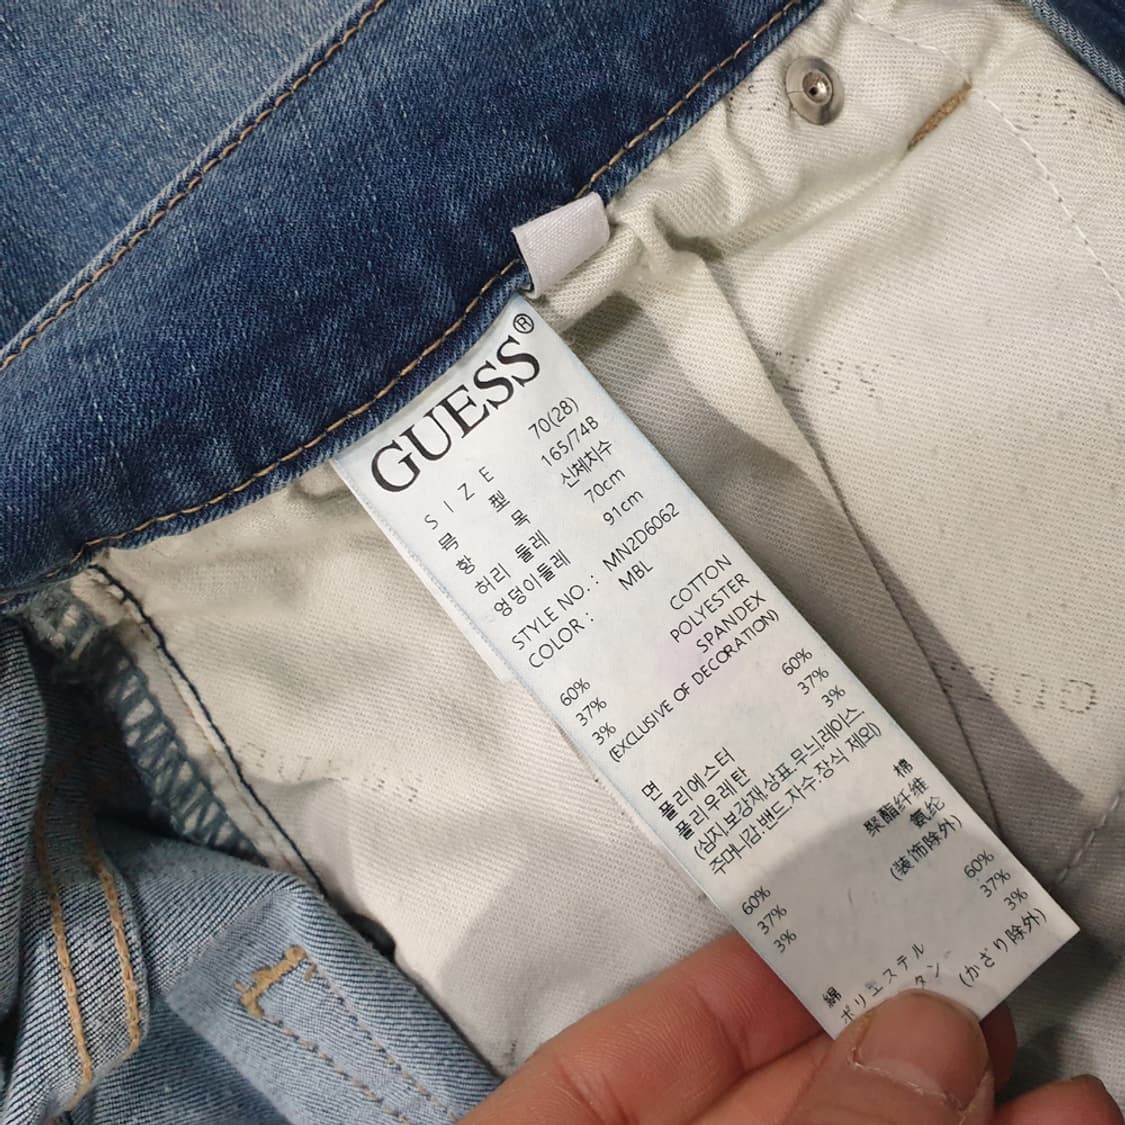 GUESS®
SIZE 70(28)
型 165/74B
항목 신체치수
허리 둘레 70cm
엉덩이둘레 91cm
STYLE NO. : MN2D6062
COLOR : MBL
60% COTTON
37% POLYESTER
3% SPANDEX
(EXCLUSIVE OF DECORATION)
면 60%
폴리에스터 37%
폴리우레탄 3%
(심지.보강재.상표.무늬.레이스.
주머니감.밴드.자수.장식 제외)
60% 棉
37% 聚酯纤维
3% 氨纶
(装饰除外)
綿 60%
ポリエステル 37%
タン 3%
(かざり除外)
GUESS